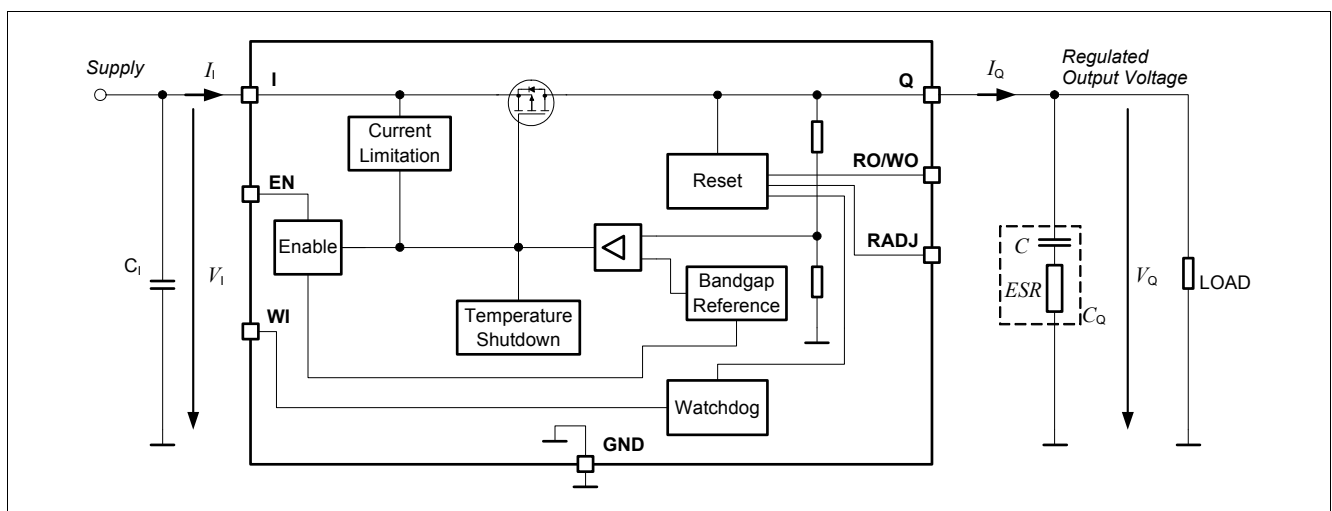 Supply
I_I
I
Q
I_Q
Regulated
Output Voltage
Current
Limitation
EN
RO/WO
Reset
RADJ
Enable
Bandgap
Reference
Temperature
Shutdown
C_I
V_I
WI
C
ESR
C_Q
V_Q
LOAD
Watchdog
GND